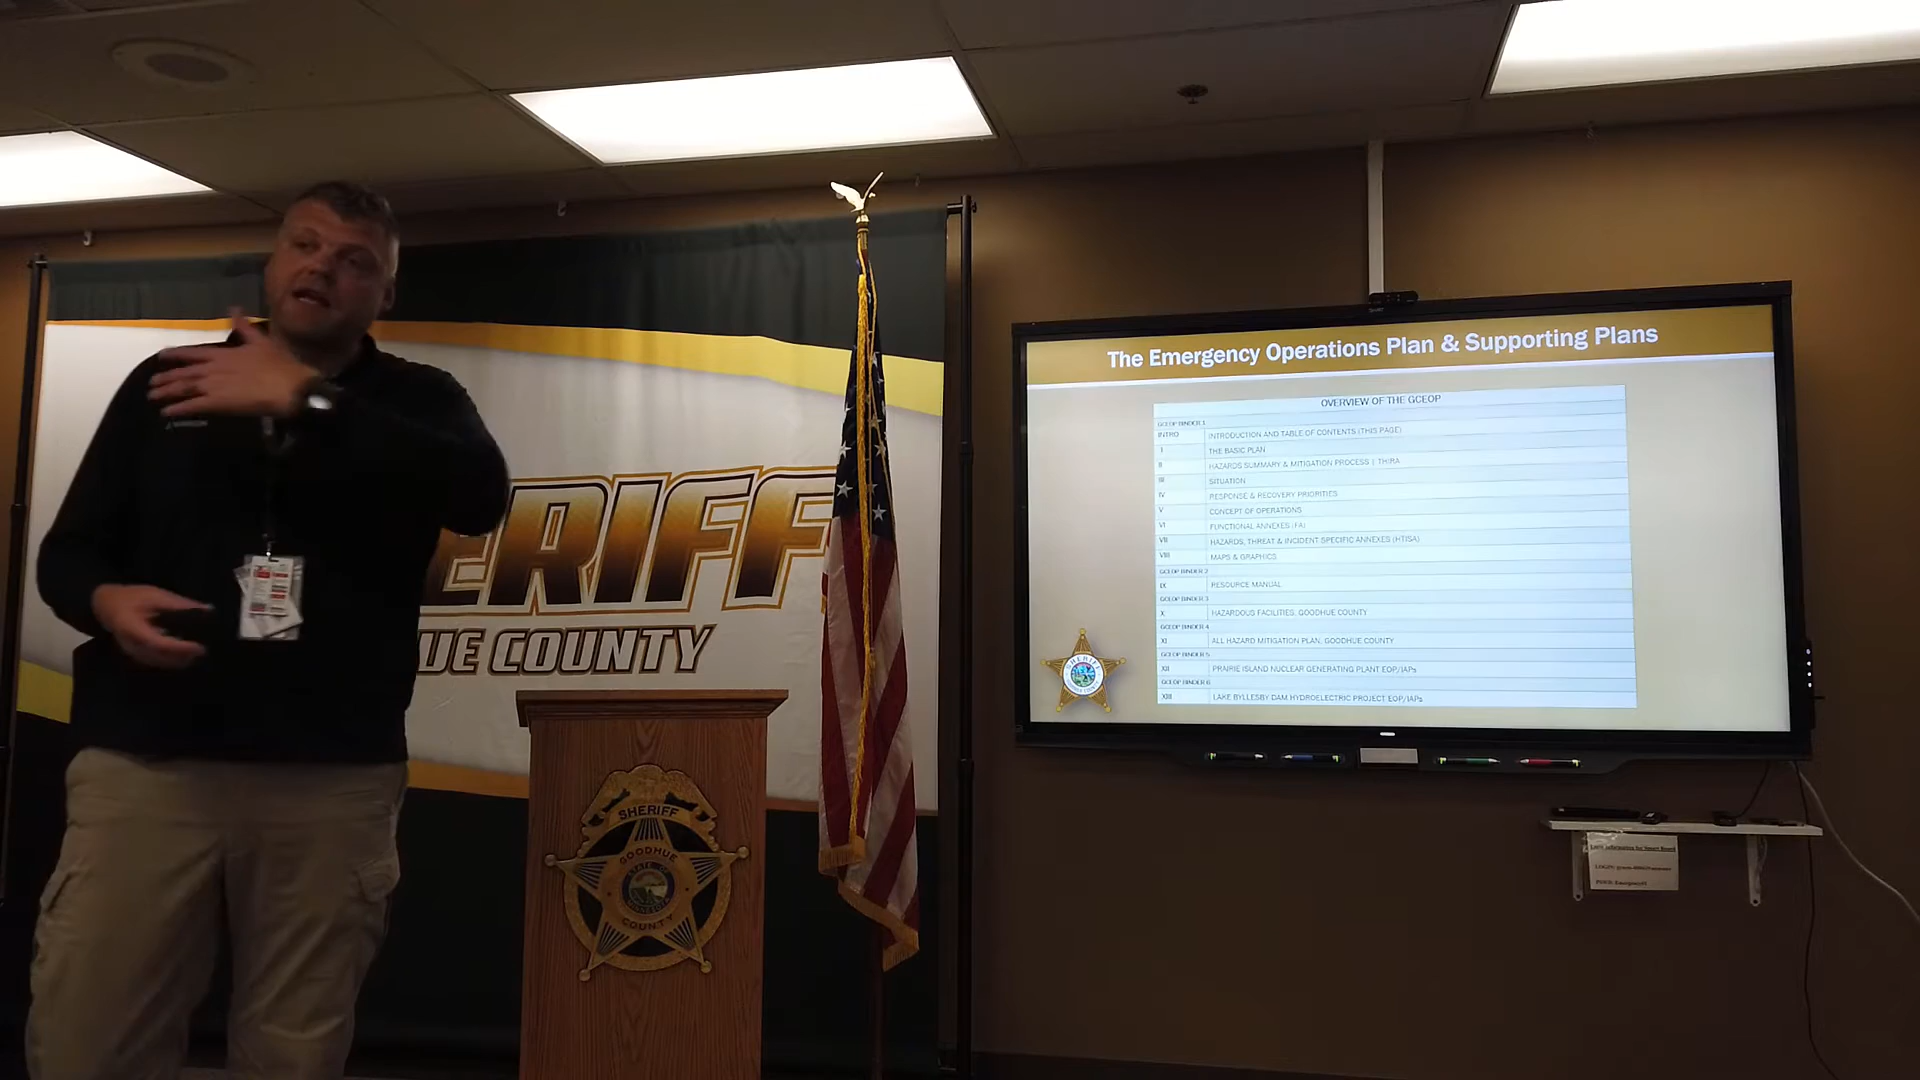 The Emergency Operations Plan & Supporting Plans
OVERVIEW OF THE GCEOP
GCEOP BINDER 1
INTRO INTRODUCTION AND TABLE OF CONTENTS (THIS PAGE)
I THE BASIC PLAN
II HAZARDS SUMMARY & MITIGATION PROCESS | THIRA
III SITUATION
IV RESPONSE & RECOVERY PRIORITIES
V CONCEPT OF OPERATIONS
VI FUNCTIONAL ANNEXES (FA)
VII HAZARDS, THREAT & INCIDENT SPECIFIC ANNEXES (HTISA)
VIII MAPS & GRAPHICS
GCEOP BINDER 2
IX RESOURCE MANUAL
GCEOP BINDER 3
X HAZARDOUS FACILITIES, GOODHUE COUNTY
GCEOP BINDER 4
XI ALL HAZARD MITIGATION PLAN, GOODHUE COUNTY
GCEOP BINDER 5
XII PRAIRIE ISLAND NUCLEAR GENERATING PLANT EOP/IAPs
GCEOP BINDER 6
XIII LAKE BYLLESBY DAM HYDROELECTRIC PROJECT EOP/IAPs
SHERIFF
ERIFF
UE COUNTY
SHERIFF
GOODHUE
STATE OF
MINNESOTA
COUNTY